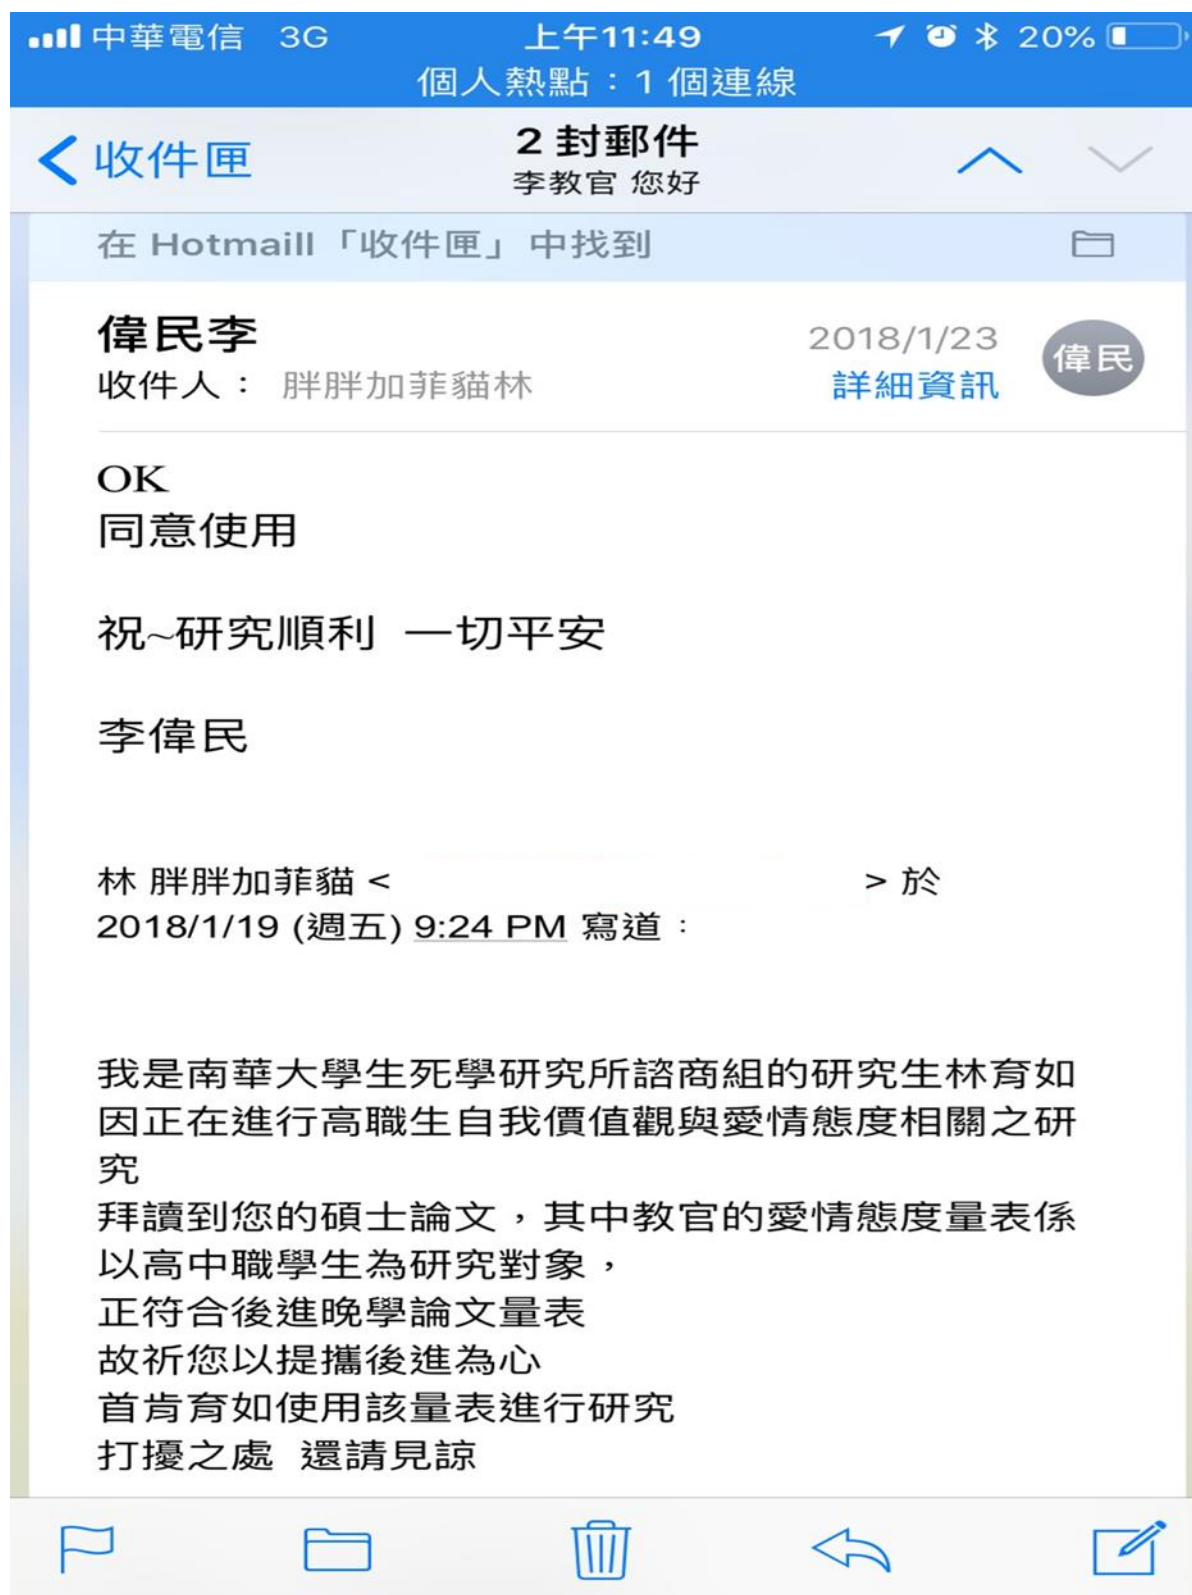 中華電信 3G 上午11:49 20%
個人熱點：1 個連線
收件匣 2 封郵件
李教官 您好
在 Hotmaill「收件匣」中找到
偉民李 2018/1/23 偉民
收件人： 胖胖加菲貓林 詳細資訊
OK
同意使用
祝~研究順利 一切平安
李偉民
林 胖胖加菲貓 < > 於
2018/1/19 (週五) 9:24 PM 寫道：
我是南華大學生死學研究所諮商組的研究生林育如
因正在進行高職生自我價值觀與愛情態度相關之研
究
拜讀到您的碩士論文，其中教官的愛情態度量表係
以高中職學生為研究對象，
正符合後進晚學論文量表
故祈您以提攜後進為心
首肯育如使用該量表進行研究
打擾之處 還請見諒